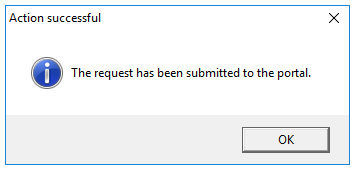 Action successful
The request has been submitted to the portal.
OK